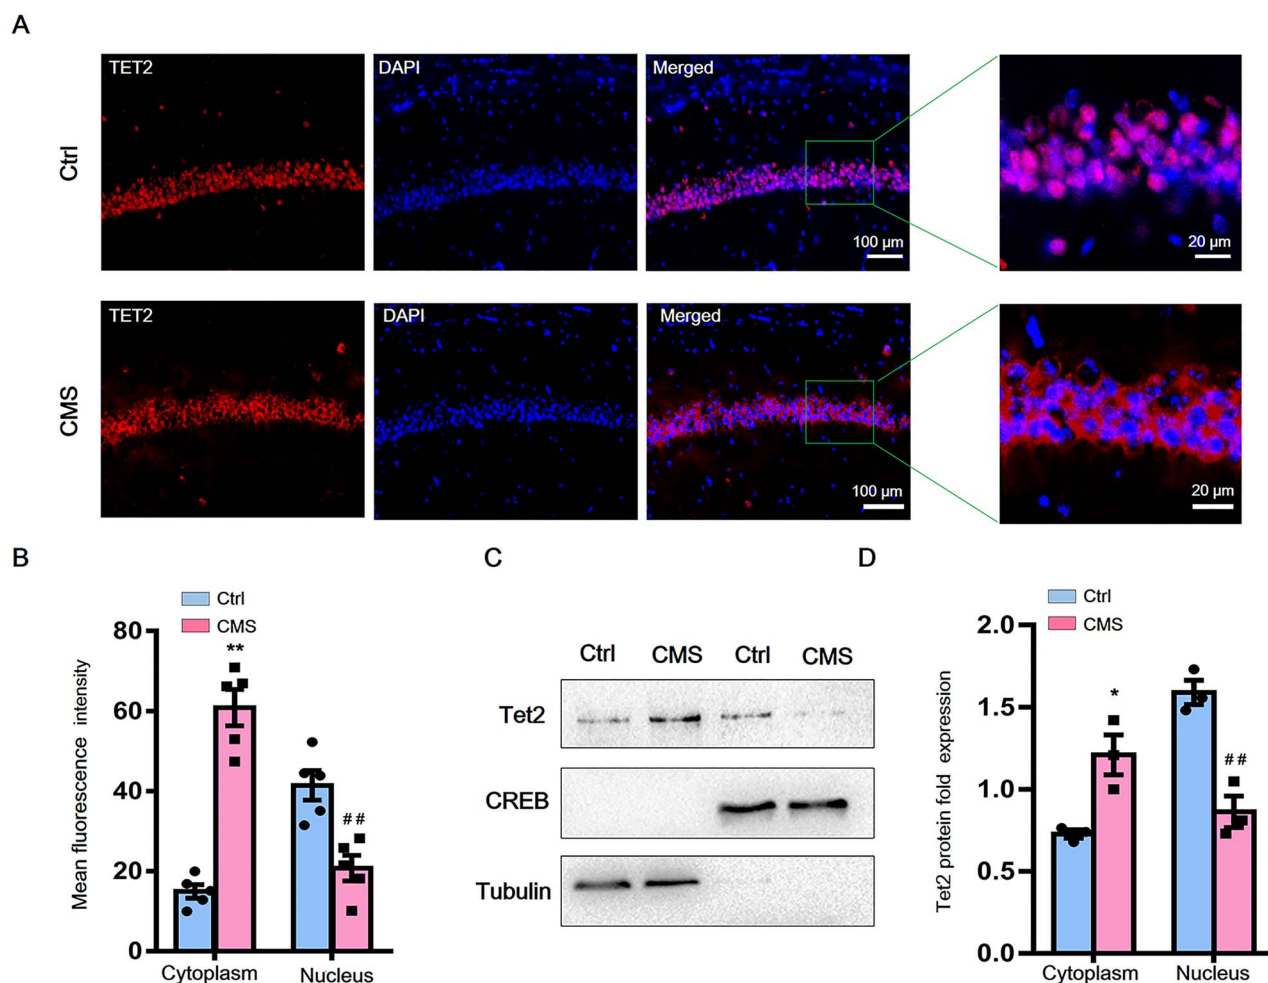 A
TET2 DAPI Merged
Ctrl
100 µm 20 µm
TET2 DAPI Merged
CMS
100 µm 20 µm
B
Ctrl
CMS
Mean fluorescence intensity
80
60
40
20
0
**
##
Cytoplasm Nucleus
C
Ctrl CMS Ctrl CMS
Tet2
CREB
Tubulin
D
Ctrl
CMS
Tet2 protein fold expression
2.0
1.5
1.0
0.5
0.0
*
##
Cytoplasm Nucleus